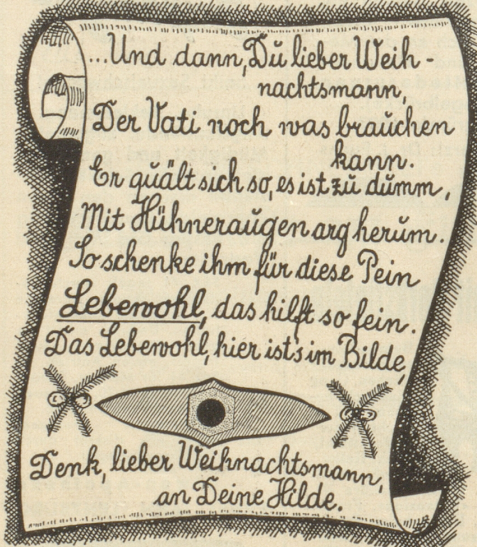 ...Und dann, Du lieber Weih-
nachtsmann,
Der Vati noch was brauchen
kann.
Er quält sich so, es ist zu dumm,
Mit Hühneraugen arg herum.
So schenke ihm für diese Pein
Lebewohl, das hilft so fein.
Das Lebewohl, hier ist's im Bilde,
Denk, lieber Weihnachtsmann,
an Deine Hilde.